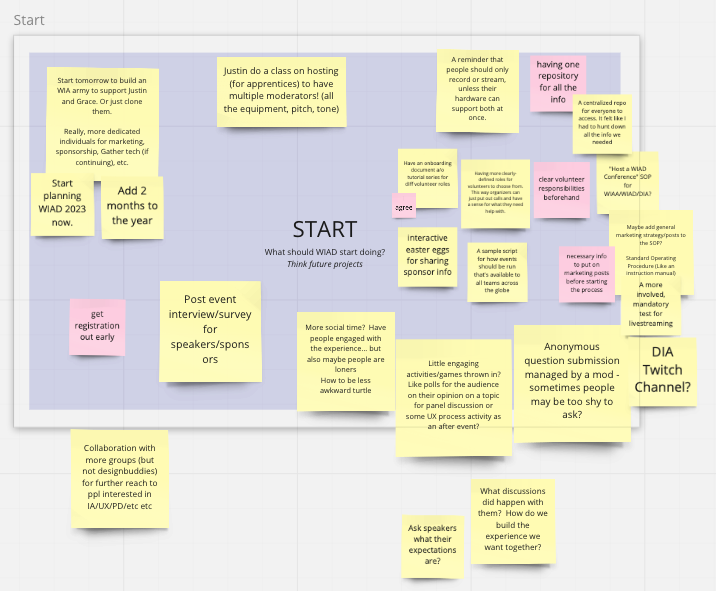 Start
Start tomorrow to build an
WIA army to support Justin
and Grace. Or just clone
them.
Really, more dedicated
individuals for marketing,
sponsorship, Gather tech (if
continuing), etc.
Start
planning
WIAD 2023
now.
Add 2
months to
the year
Justin do a class on hosting
(for apprentices) to have
multiple moderators! (all
the equipment, pitch, tone)
A reminder that
people should only
record or stream,
unless their
hardware can
support both at
once.
having one
repository
for all the
info
A centralized repo
for everyone to
access. It felt like I
had to hunt down
all the info we
needed
Have an onboarding
document a/o
tutorial series for
diff volunteer roles
agree
Having more clearly-
defined roles for
volunteers to choose from.
This way organizers can
put out calls and have
a sense for what they need
help with.
clear volunteer
responsibilities
beforehand
"Host a WIAD
Conference" SOP
for
WIAA/WIAD/DIA?
START
What should WIAD start doing?
Think future projects
interactive
easter eggs
for sharing
sponsor info
A sample script
for how events
should be run
that's available to
all teams across
the globe
necessary info
to put on
marketing posts
before starting
the process
Maybe add general
marketing strategy/posts to
the SOP?
Standard Operating
Procedure (Like an
instruction manual)
A more
involved,
mandatory
test for
livestreaming
get
registration
out early
Post event
interview/survey
for
speakers/spons
ors
More social time? Have
people engaged with
the experience... but
also maybe people are
loners
How to be less
awkward turtle
Little engaging
activities/games thrown in?
Like polls for the audience
on their opinion on a topic
for panel discussion or
some UX process activity as
an after event?
Anonymous
question submission
managed by a mod -
sometimes people
may be too shy to
ask?
DIA
Twitch
Channel?
Collaboration with
more groups (but
not designbuddies)
for further reach to
ppl interested in
IA/UX/PD/etc etc
Ask speakers
what their
expectations
are?
What discussions
did happen with
them? How do we
build the
experience we
want together?